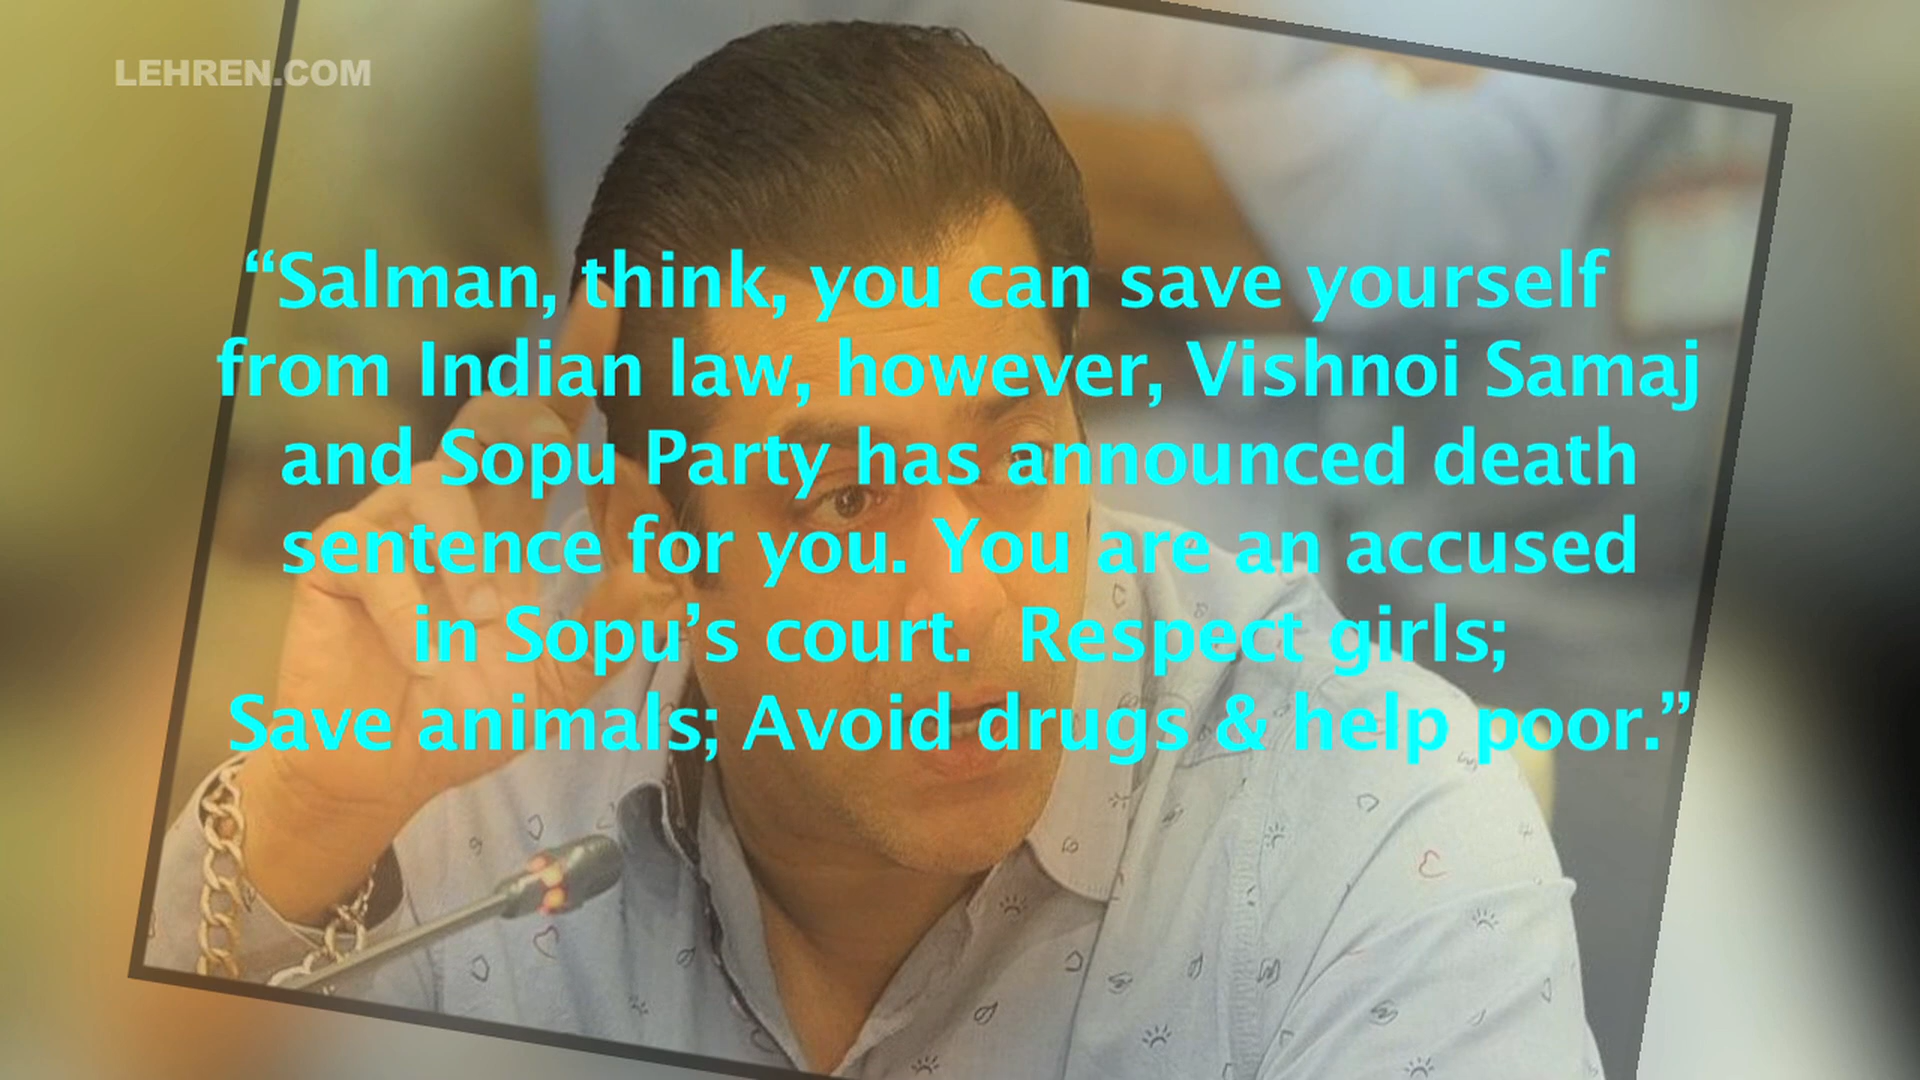 LEHREN.COM
“Salman, think, you can save yourself
from Indian law, however, Vishnoi Samaj
and Sopu Party has announced death
sentence for you. You are an accused
in Sopu’s court. Respect girls;
Save animals; Avoid drugs & help poor.”